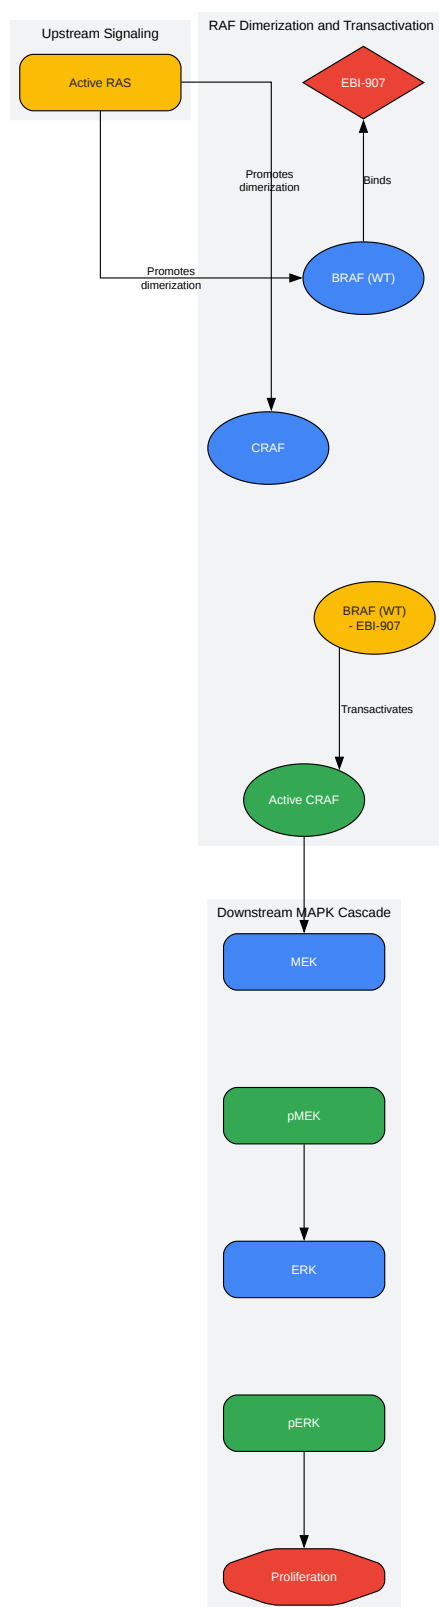 Upstream Signaling
RAF Dimerization and Transactivation
Active RAS
EBI-907
Promotes
dimerization
Binds
Promotes
dimerization
BRAF (WT)
CRAF
BRAF (WT)
- EBI-907
Transactivates
Active CRAF
Downstream MAPK Cascade
MEK
pMEK
ERK
pERK
Proliferation